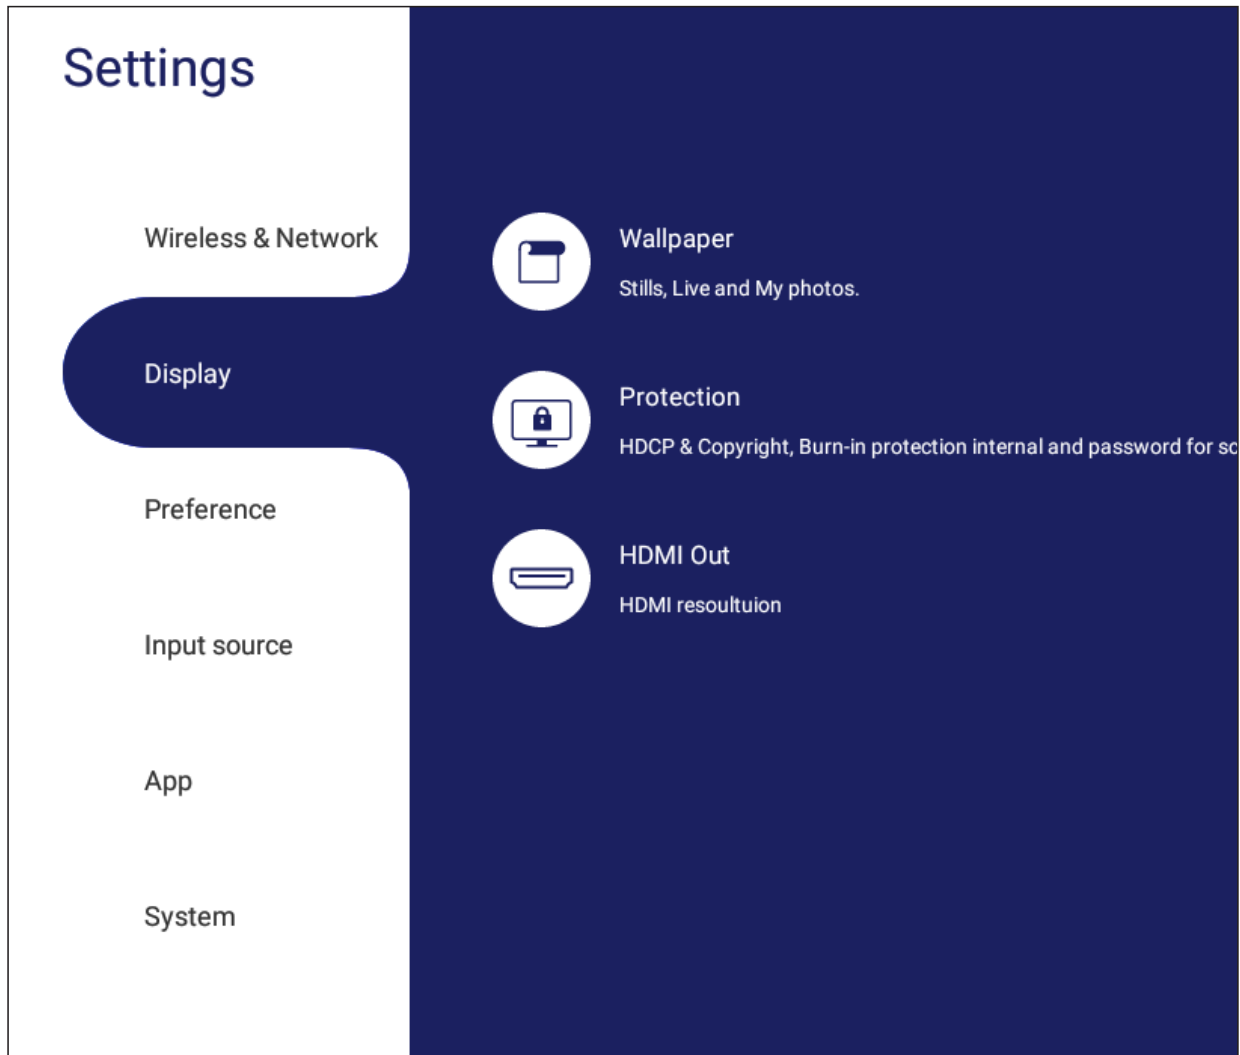 Settings
Wireless & Network
Display
Preference
Input source
App
System
Wallpaper
Stills, Live and My photos.
Protection
HDCP & Copyright, Burn-in protection internal and password for
HDMI Out
HDMI resoultuion